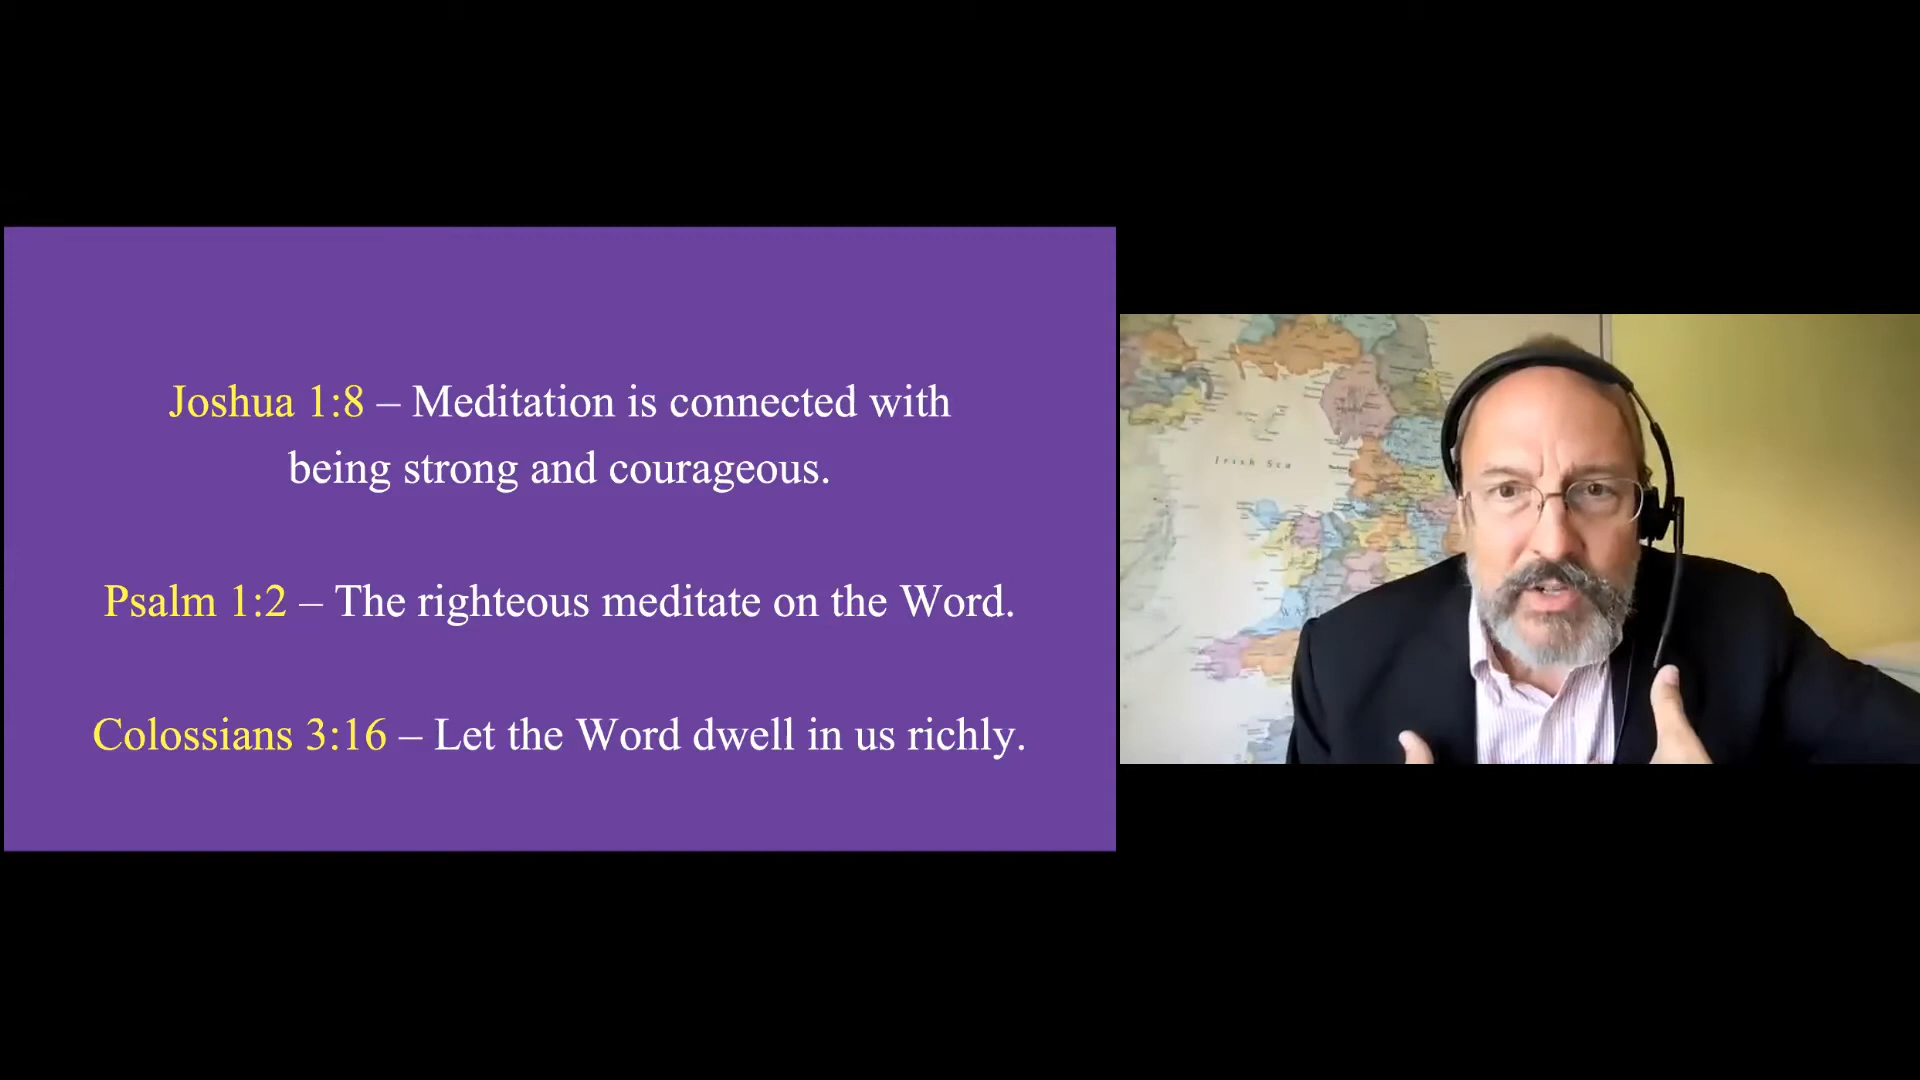 Joshua 1:8 – Meditation is connected with
being strong and courageous.
Psalm 1:2 – The righteous meditate on the Word.
Colossians 3:16 – Let the Word dwell in us richly.
Irish Sea